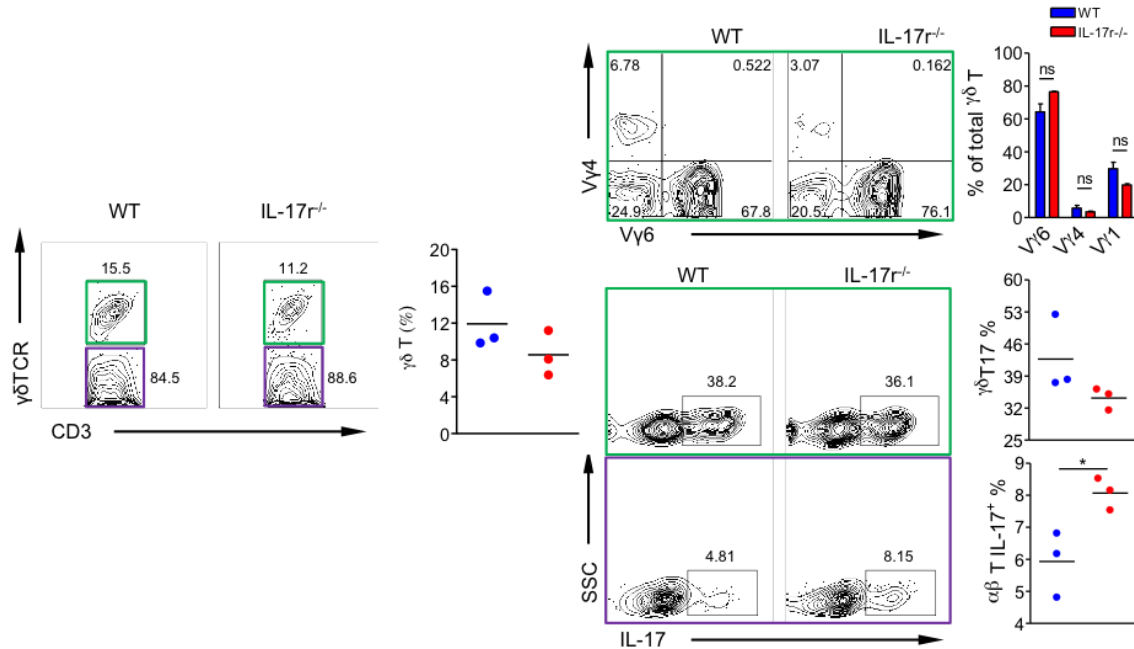 WT
IL-17r-/-
WT
IL-17r⁻/⁻
6.78
0.522
3.07
0.162
24.9
67.8
20.5
76.1
Vγ4
Vγ6
% of total γδ T
100
80
60
40
20
0
ns
ns
ns
Vγ6
Vγ4
Vγ1
WT
IL-17r⁻/⁻
15.5
11.2
84.5
88.6
γδTCR
CD3
γδ T (%)
20
16
12
8
4
0
WT
IL-17r⁻/⁻
38.2
36.1
4.81
8.15
SSC
IL-17
γδT17 %
60
53
46
39
32
25
αβ T IL-17⁺ %
9
8
7
6
5
4
*